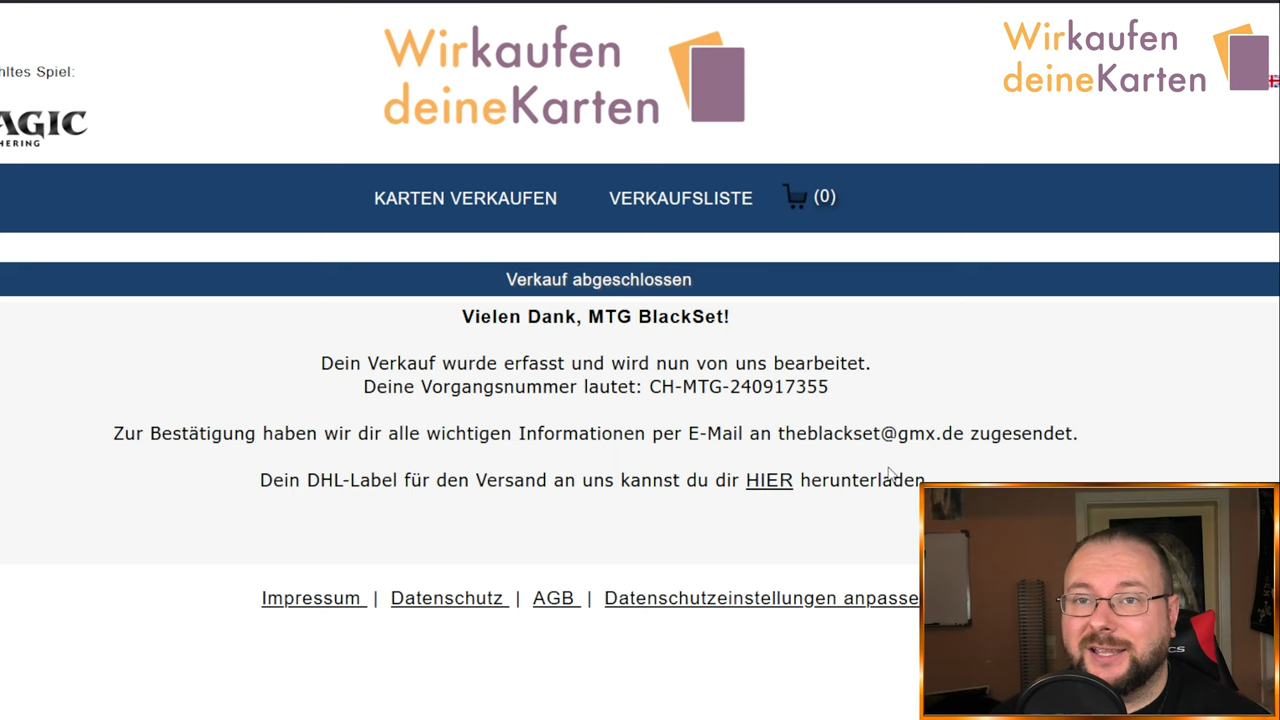 Wirkaufen
deineKarten
Wirkaufen
deineKarten
hltes Spiel:
AGIC
HERING
KARTEN VERKAUFEN
VERKAUFSLISTE
(0)
Verkauf abgeschlossen
Vielen Dank, MTG BlackSet!
Dein Verkauf wurde erfasst und wird nun von uns bearbeitet.
Deine Vorgangsnummer lautet: CH-MTG-240917355
Zur Bestätigung haben wir dir alle wichtigen Informationen per E-Mail an theblackset@gmx.de zugesendet.
Dein DHL-Label für den Versand an uns kannst du dir HIER herunterladen
Impressum | Datenschutz | AGB | Datenschutzeinstellungen anpasse
CS